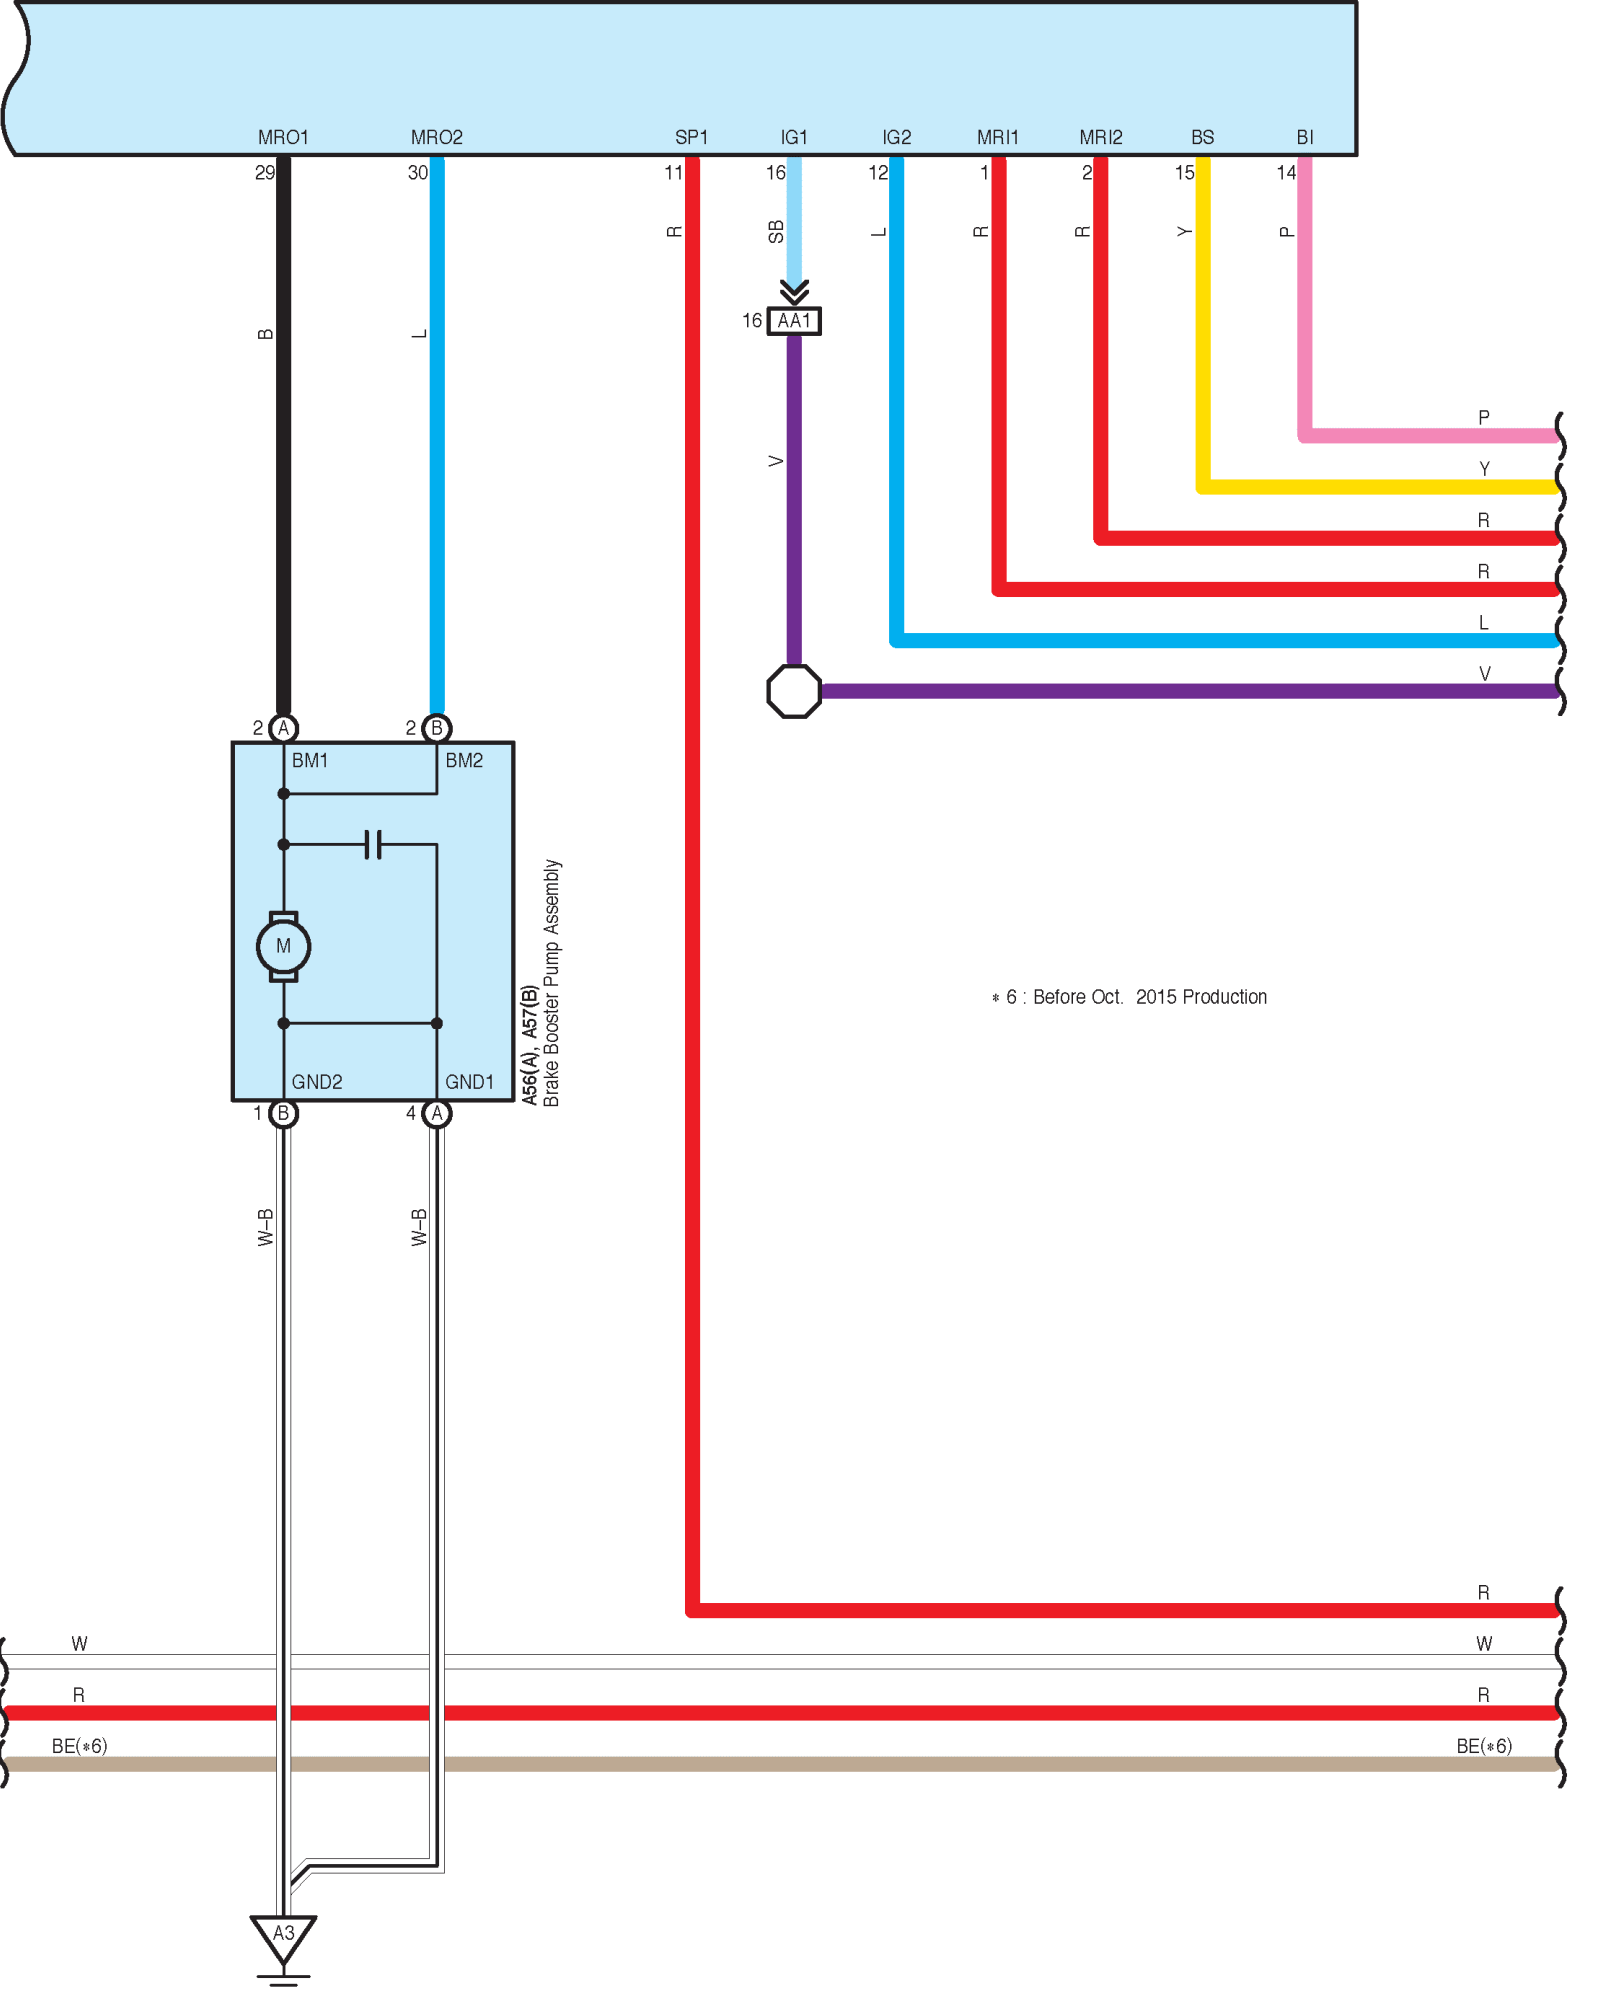 MRO1 MRO2 SP1 IG1 IG2 MRI1 MRI2 BS BI
29 30 11 16 12 1 2 15 14
R SB L R R Y P
16 AA1
B L
P
V
Y
R
R
L
V
2 A 2 B
BM1 BM2
M
A56(A), A57(B)
Brake Booster Pump Assembly
* 6 : Before Oct. 2015 Production
GND2 GND1
1 B 4 A
W-B W-B
R
W W
R R
BE(*6) BE(*6)
A3